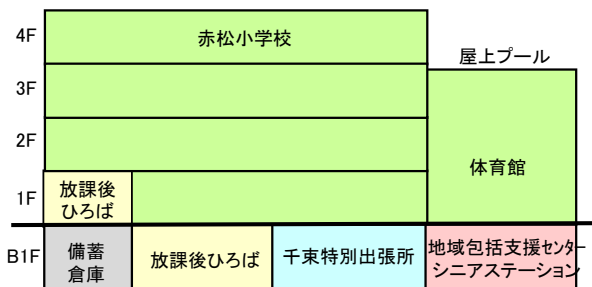 4F
赤松小学校
屋上プール
3F
2F
体育館
1F
放課後
ひろば
B1F
備蓄
倉庫
放課後ひろば
千束特別出張所
地域包括支援センター
シニアステーション